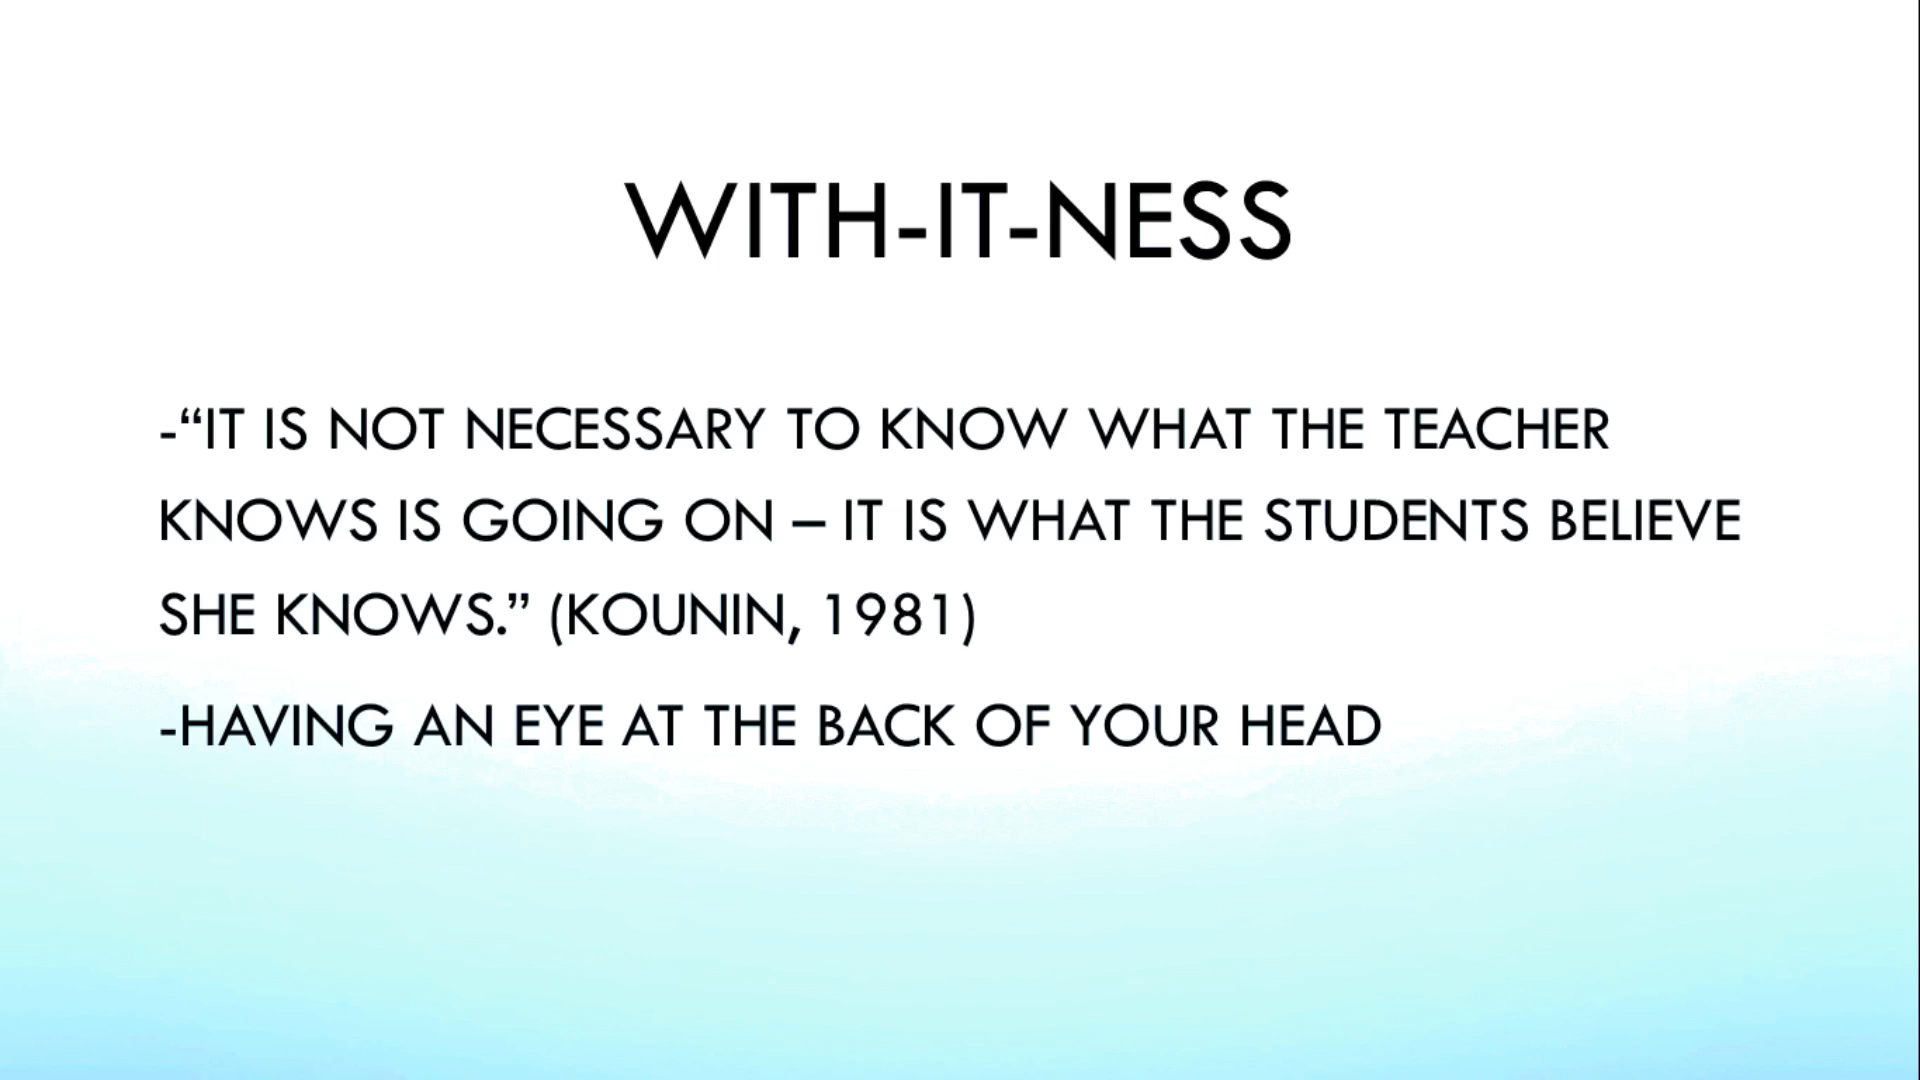 WITH-IT-NESS
-“IT IS NOT NECESSARY TO KNOW WHAT THE TEACHER
KNOWS IS GOING ON – IT IS WHAT THE STUDENTS BELIEVE
SHE KNOWS.” (KOUNIN, 1981)
-HAVING AN EYE AT THE BACK OF YOUR HEAD